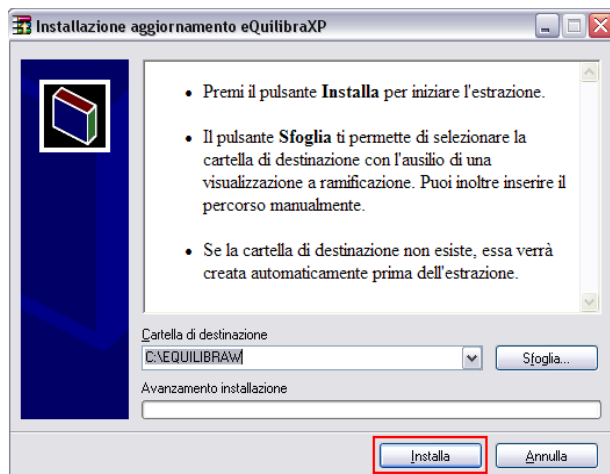 Installazione aggiornamento eQuilibraXP
• Premi il pulsante Installa per iniziare l'estrazione.
• Il pulsante Sfoglia ti permette di selezionare la
cartella di destinazione con l'ausilio di una
visualizzazione a ramificazione. Puoi inoltre inserire il
percorso manualmente.
• Se la cartella di destinazione non esiste, essa verrà
creata automaticamente prima dell'estrazione.
Cartella di destinazione
C:\EQUILIBRAW
Sfoglia...
Avanzamento installazione
Installa
Annulla